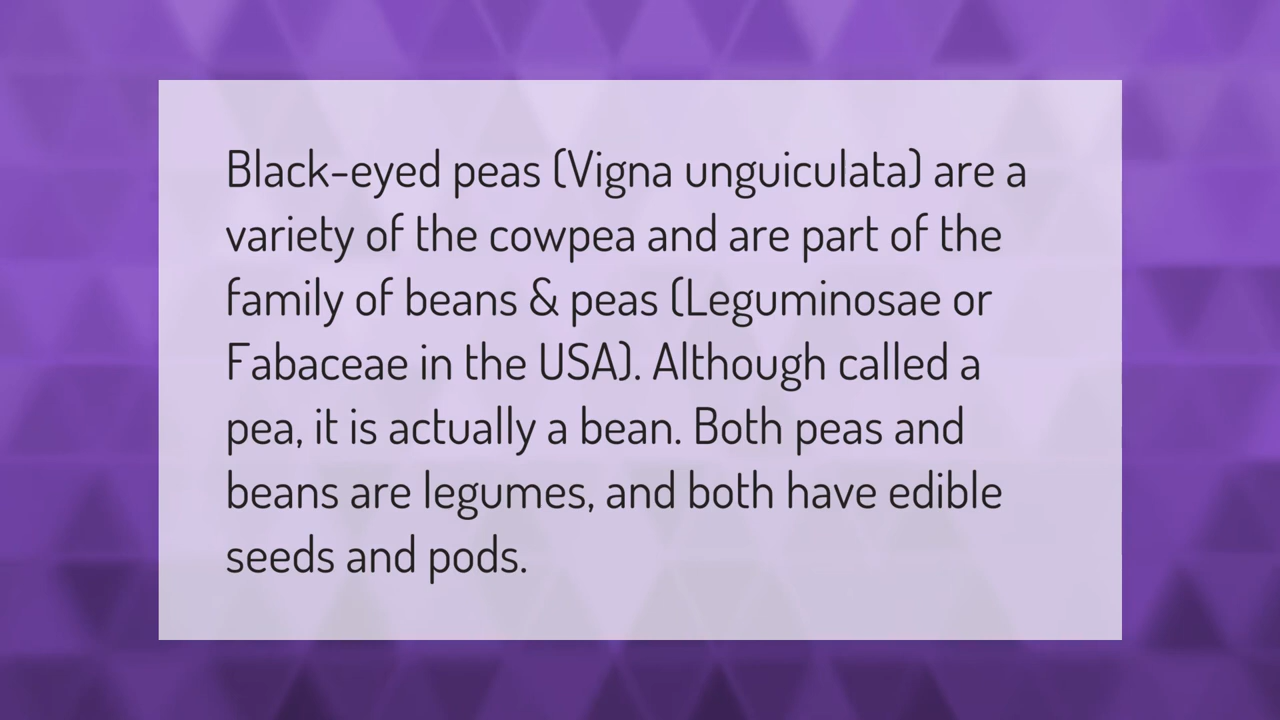 Black-eyed peas (Vigna unguiculata) are a
variety of the cowpea and are part of the
family of beans & peas (Leguminosae or
Fabaceae in the USA). Although called a
pea, it is actually a bean. Both peas and
beans are legumes, and both have edible
seeds and pods.